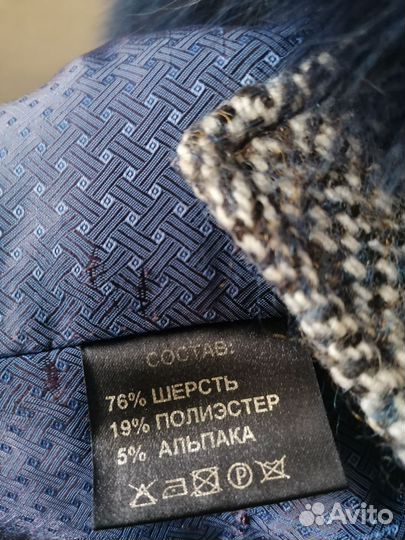 СОСТАВ:
76% ШЕРСТЬ
19% ПОЛИЭСТЕР
5% АЛЬПАКА
P
Avito